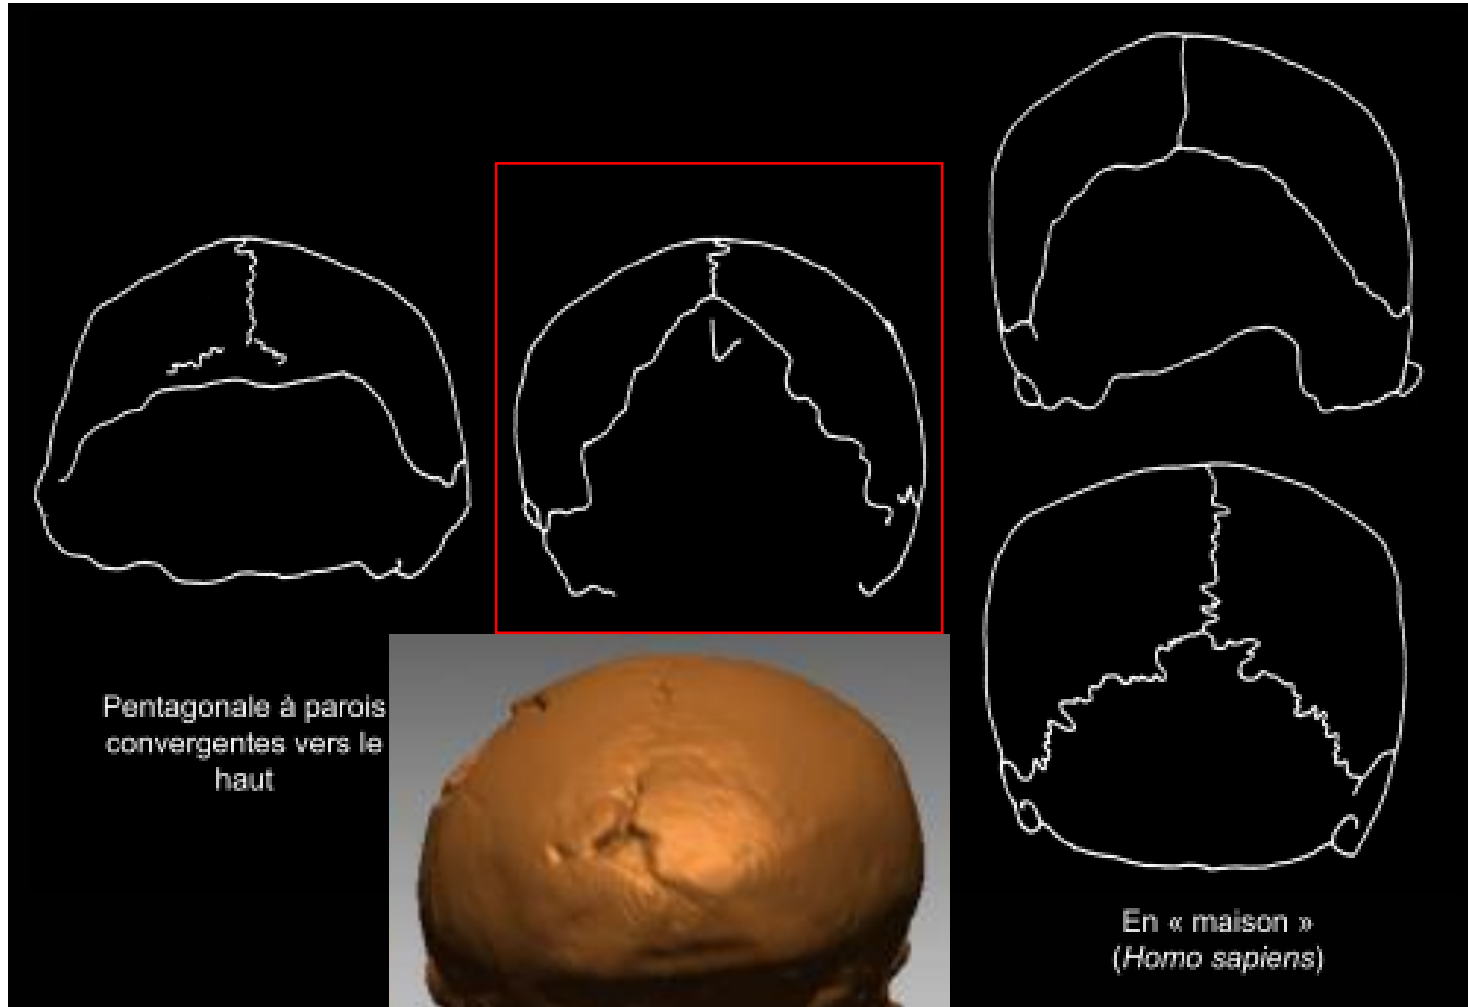 Pentagonale à parois
convergentes vers le
haut
En « maison »
(Homo sapiens)